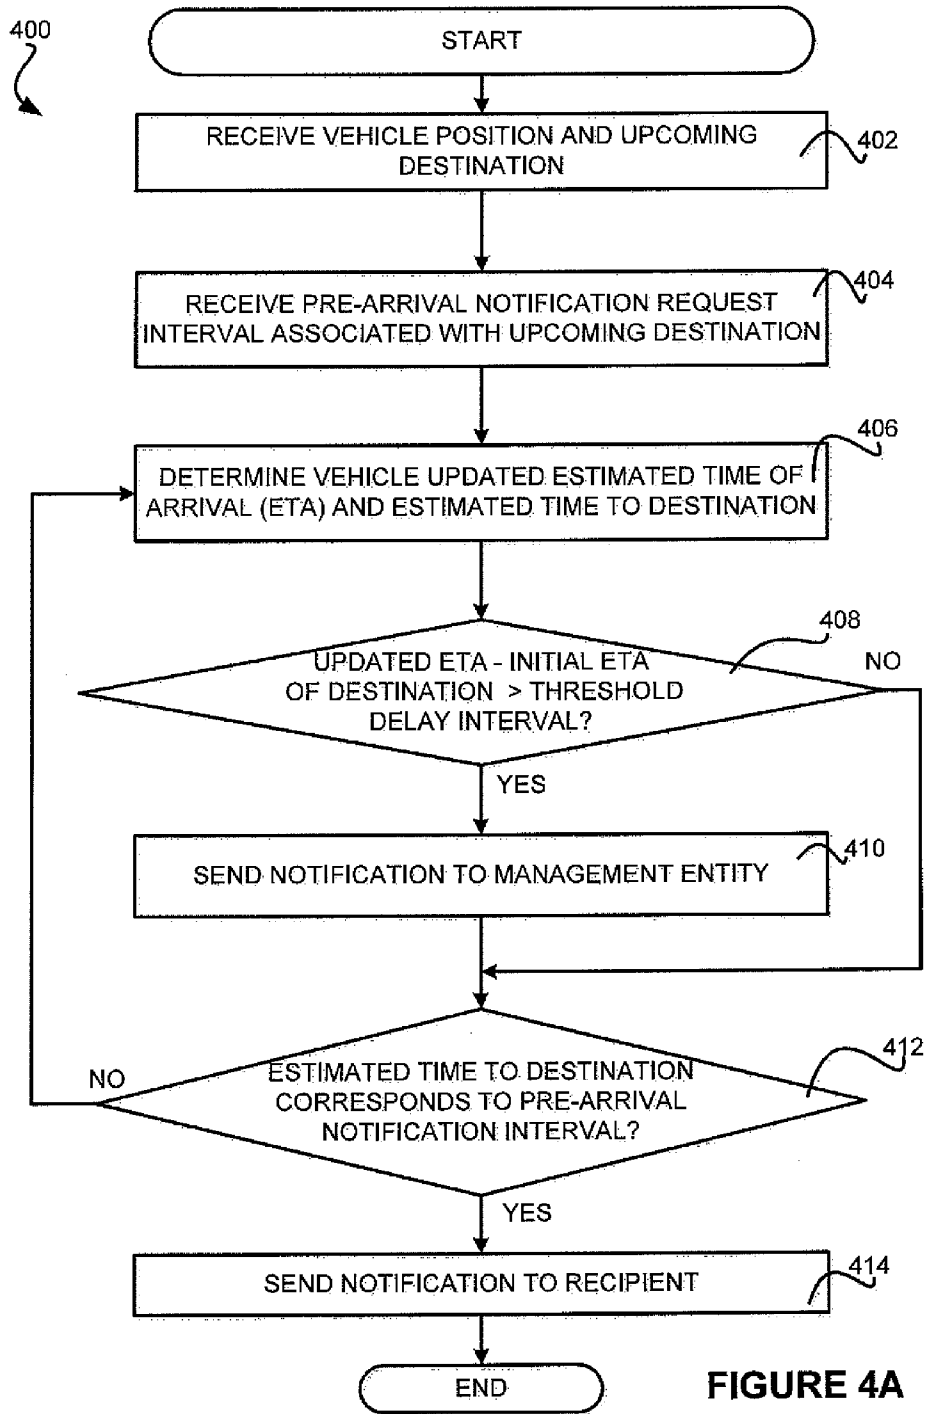 400
START
RECEIVE VEHICLE POSITION AND UPCOMING
DESTINATION
402
RECEIVE PRE-ARRIVAL NOTIFICATION REQUEST
INTERVAL ASSOCIATED WITH UPCOMING DESTINATION
404
DETERMINE VEHICLE UPDATED ESTIMATED TIME OF
ARRIVAL (ETA) AND ESTIMATED TIME TO DESTINATION
406
UPDATED ETA - INITIAL ETA
OF DESTINATION > THRESHOLD
DELAY INTERVAL?
408
NO
YES
SEND NOTIFICATION TO MANAGEMENT ENTITY
410
ESTIMATED TIME TO DESTINATION
CORRESPONDS TO PRE-ARRIVAL
NOTIFICATION INTERVAL?
412
NO
YES
SEND NOTIFICATION TO RECIPIENT
414
END
FIGURE 4A